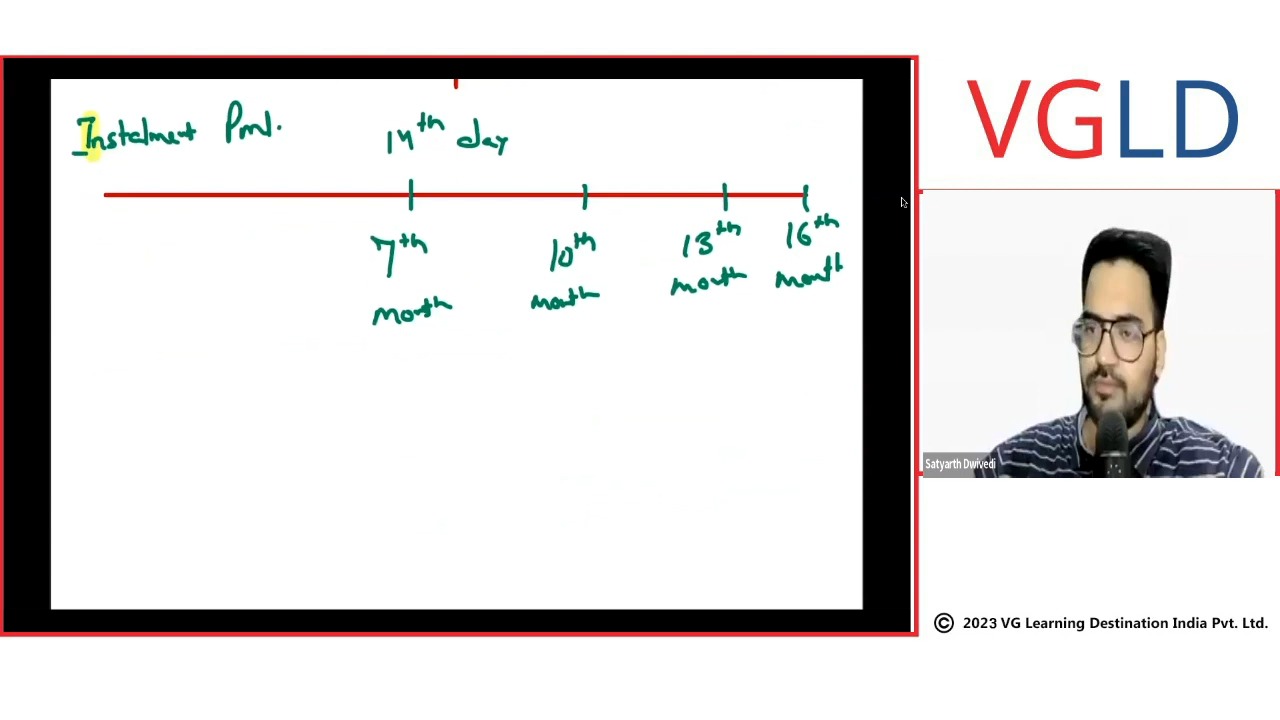 Instalment Pmt.
14th day
7th month
10th month
13th month
16th month
VGLD
Satyarth Dwivedi
© 2023 VG Learning Destination India Pvt. Ltd.